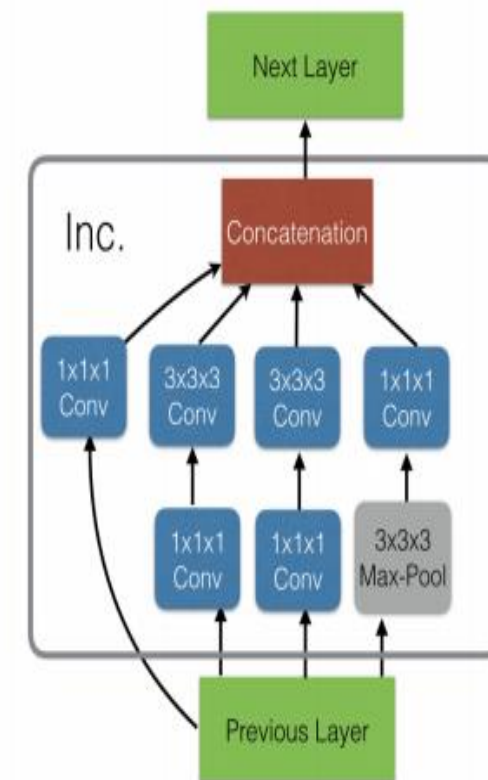 Next Layer
Inc.
Concatenation
1x1x1
Conv
3x3x3
Conv
3x3x3
Conv
1x1x1
Conv
1x1x1
Conv
1x1x1
Conv
3x3x3
Max-Pool
Previous Layer